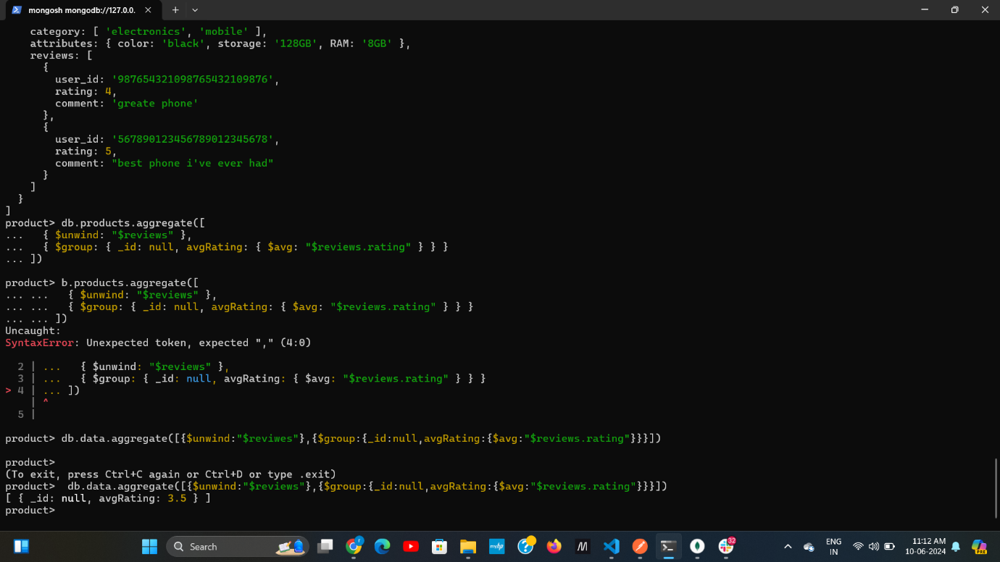 mongosh mongodb://127.0.0.
category: [ 'electronics', 'mobile' ],
attributes: { color: 'black', storage: '128GB', RAM: '8GB' },
reviews: [
{
user_id: '987654321098765432109876',
rating: 4,
comment: 'greate phone'
},
{
user_id: '567890123456789012345678',
rating: 5,
comment: "best phone i've ever had"
}
]
}
]
product> db.products.aggregate([
...   { $unwind: "$reviews" },
...   { $group: { _id: null, avgRating: { $avg: "$reviews.rating" } } }
... ])
product> b.products.aggregate([
... ...   { $unwind: "$reviews" },
... ...   { $group: { _id: null, avgRating: { $avg: "$reviews.rating" } } }
... ... ])
Uncaught:
SyntaxError: Unexpected token, expected "," (4:0)
2 | ...   { $unwind: "$reviews" },
3 | ...   { $group: { _id: null, avgRating: { $avg: "$reviews.rating" } } }
> 4 | ... ])
| ^
5 |
product> db.data.aggregate([{$unwind:"$reviwes"},{$group:{_id:null,avgRating:{$avg:"$reviews.rating"}}}])
product>
(To exit, press Ctrl+C again or Ctrl+D or type .exit)
product>  db.data.aggregate([{$unwind:"$reviews"},{$group:{_id:null,avgRating:{$avg:"$reviews.rating"}}}])
[ { _id: null, avgRating: 3.5 } ]
product>
Search
myhp
M
32
ENG
IN
11:12 AM
10-06-2024
PRE